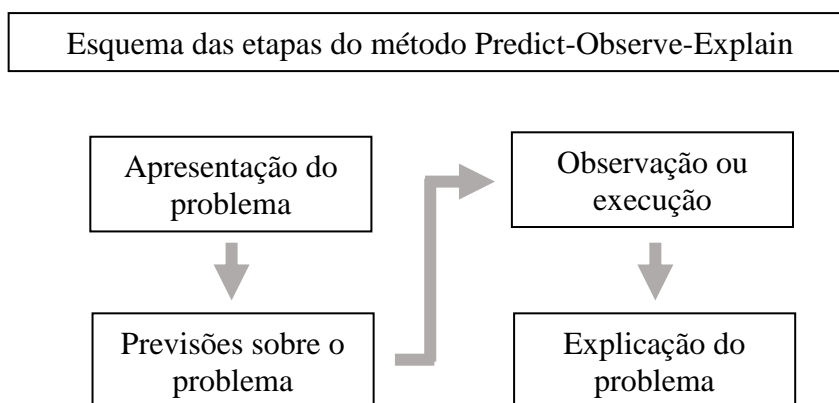 Esquema das etapas do método Predict-Observe-Explain
Apresentação do
problema
Previsões sobre o
problema
Observação ou
execução
Explicação do
problema